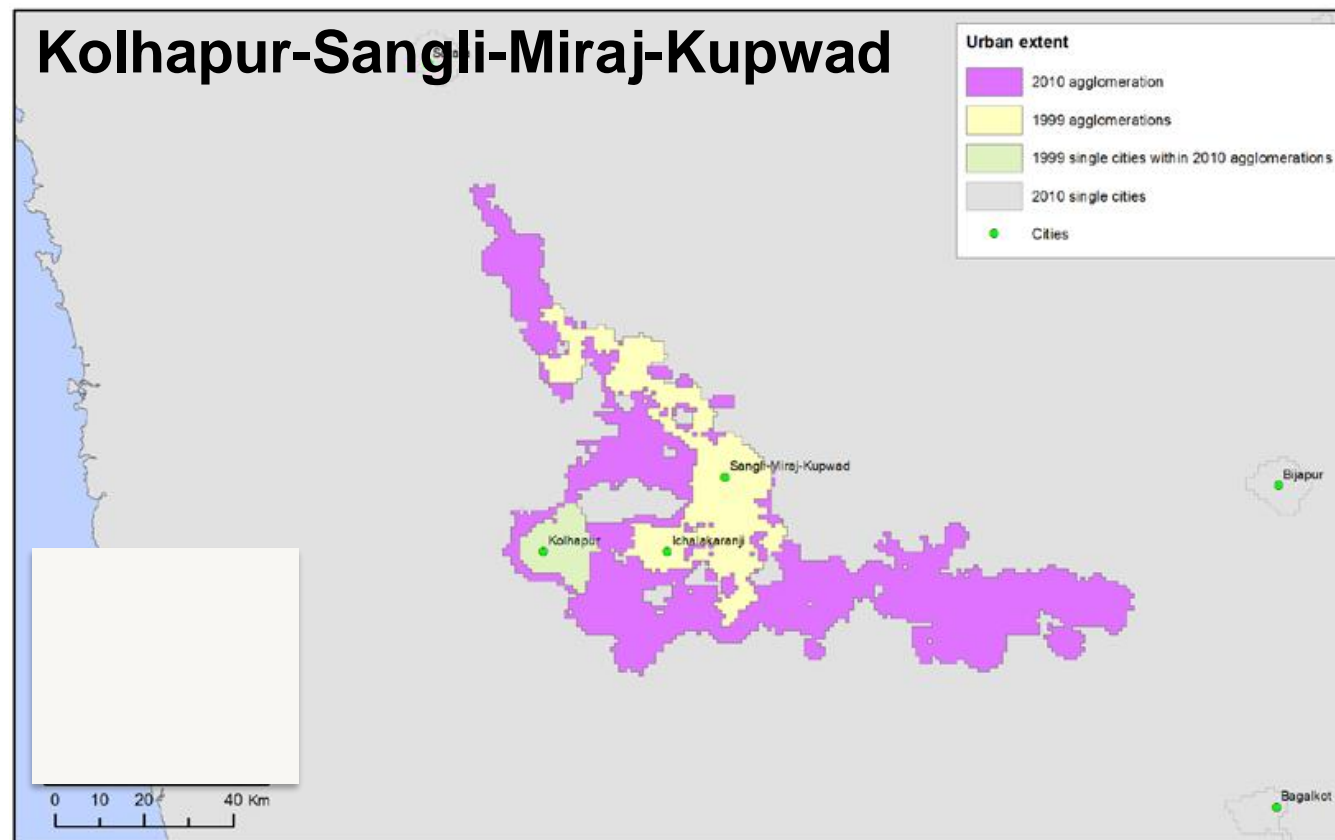 Kolhapur-Sangli-Miraj-Kupwad
Urban extent
2010 agglomeration
1999 agglomerations
1999 single cities within 2010 agglomerations
2010 single cities
Cities
Sangli-Miraj-Kupwad
Bijapur
Kolhapur
Ichalakaranji
Bagalkot
0 10 20 40 Km